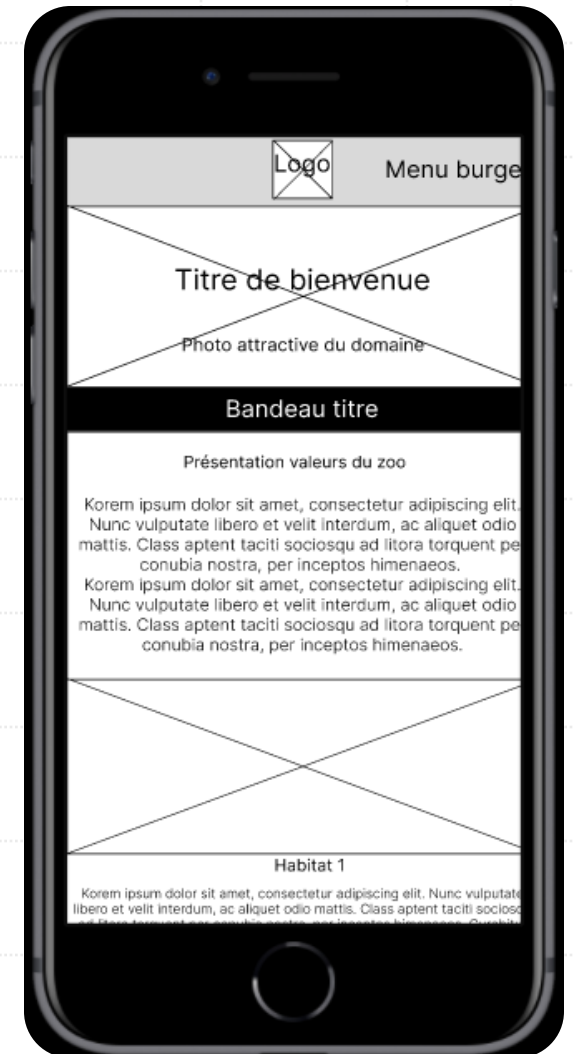 Logo
Menu burge
Titre de bienvenue
Photo attractive du domaine
Bandeau titre
Présentation valeurs du zoo
Korem ipsum dolor sit amet, consectetur adipiscing elit.
Nunc vulputate libero et velit interdum, ac aliquet odio
mattis. Class aptent taciti sociosqu ad litora torquent pe
conubia nostra, per inceptos himenaeos.
Korem ipsum dolor sit amet, consectetur adipiscing elit.
Nunc vulputate libero et velit interdum, ac aliquet odio
mattis. Class aptent taciti sociosqu ad litora torquent pe
conubia nostra, per inceptos himenaeos.
Habitat 1
Korem ipsum dolor sit amet, consectetur adipiscing elit. Nunc vulputate
libero et velit interdum, ac aliquet odio mattis. Class aptent taciti sociosq